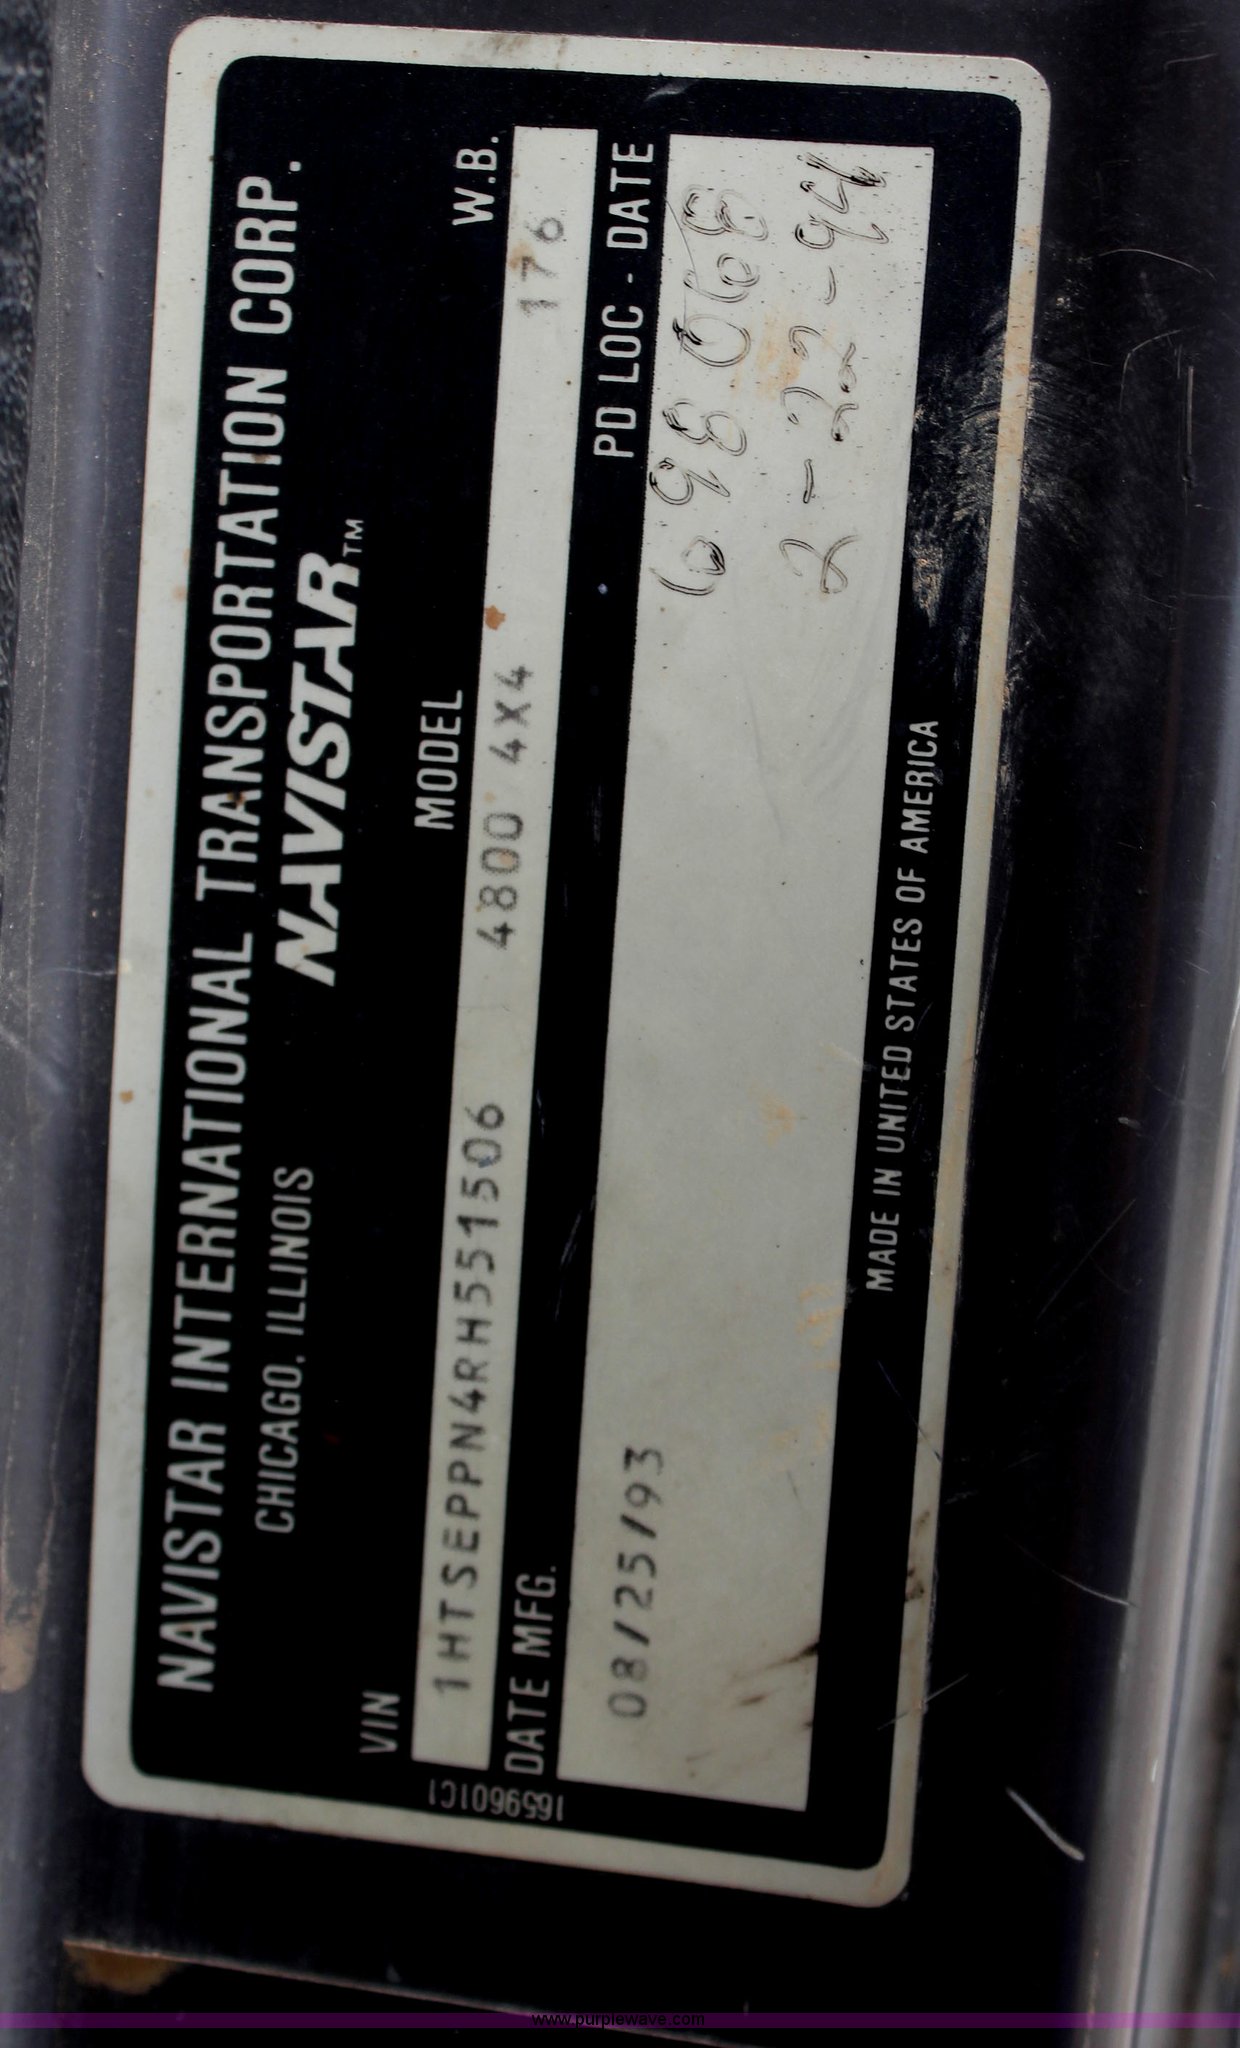 NAVISTAR INTERNATIONAL TRANSPORTATION CORP.
CHICAGO, ILLINOIS
NAVISTAR™
VIN MODEL W.B.
1HTSEPPN4RH551506 4800 4X4 176
DATE MFG. PD LOC - DATE
08/25/93
2-22-94
MADE IN UNITED STATES OF AMERICA
1659601C1
www.purplewave.com